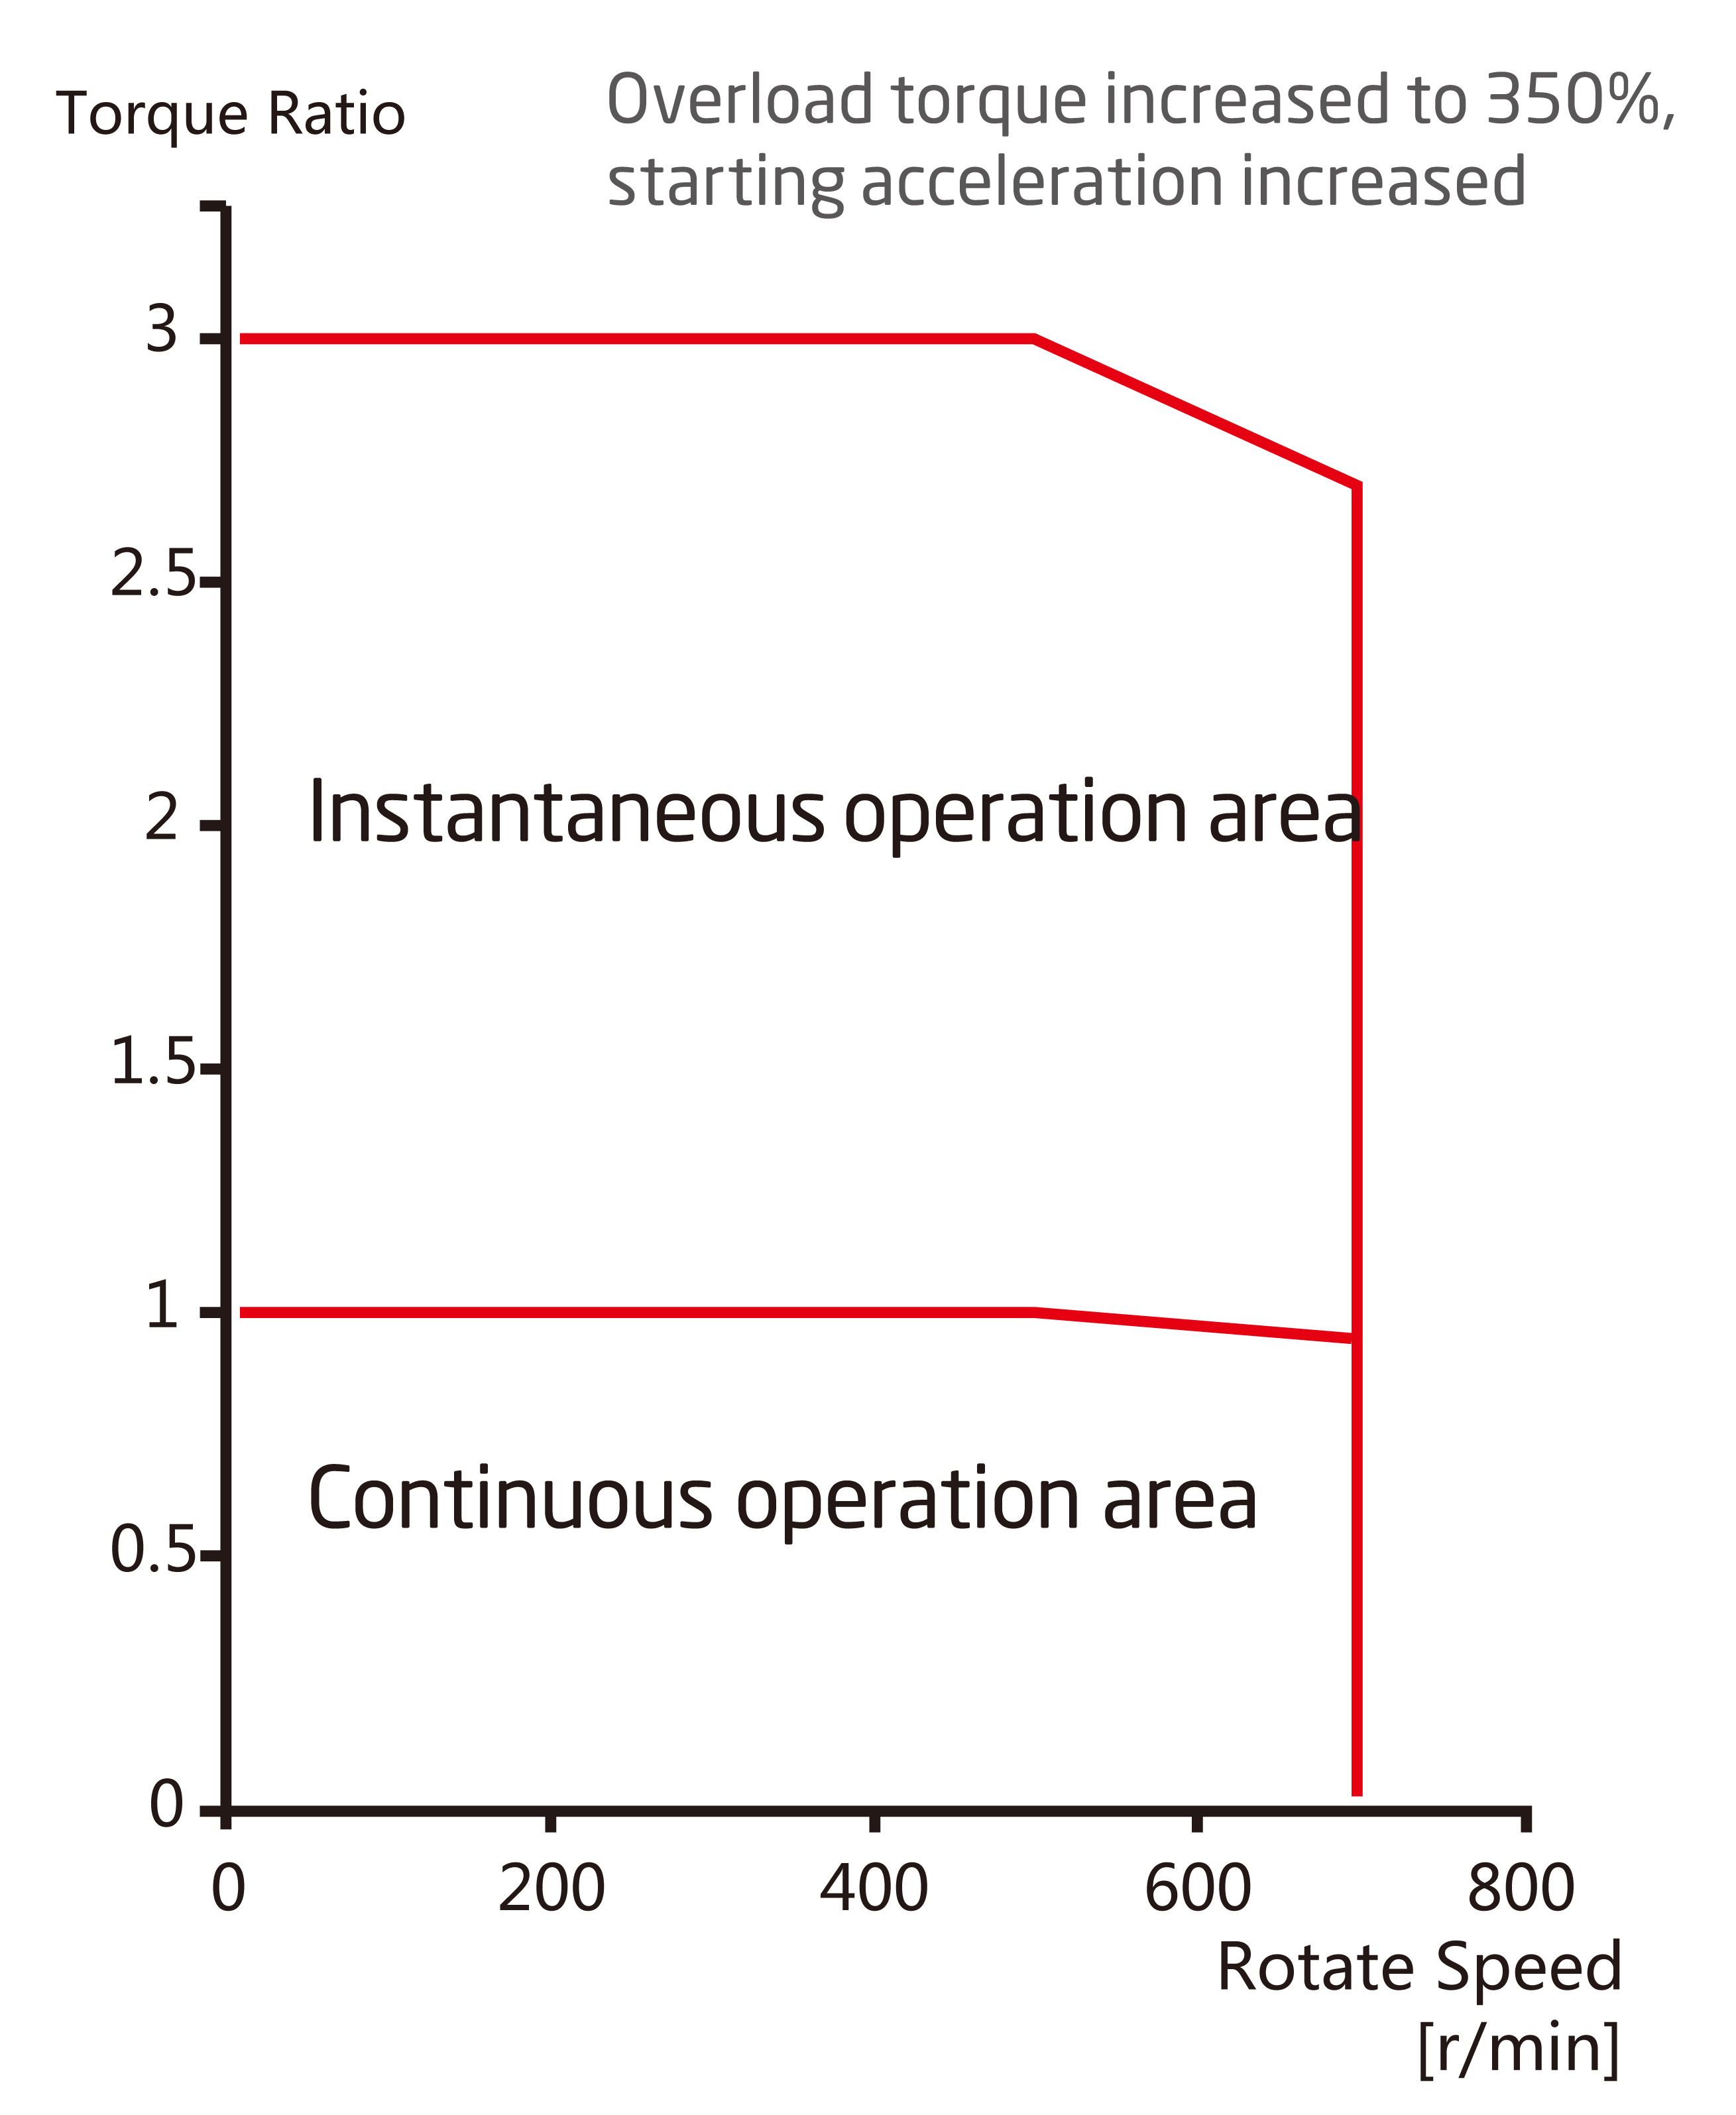 Torque Ratio
Overload torque increased to 350%,
starting acceleration increased
3
2.5
2
Instantaneous operation area
1.5
1
Continuous operation area
0.5
0
0 200 400 600 800
Rotate Speed
[r/min]